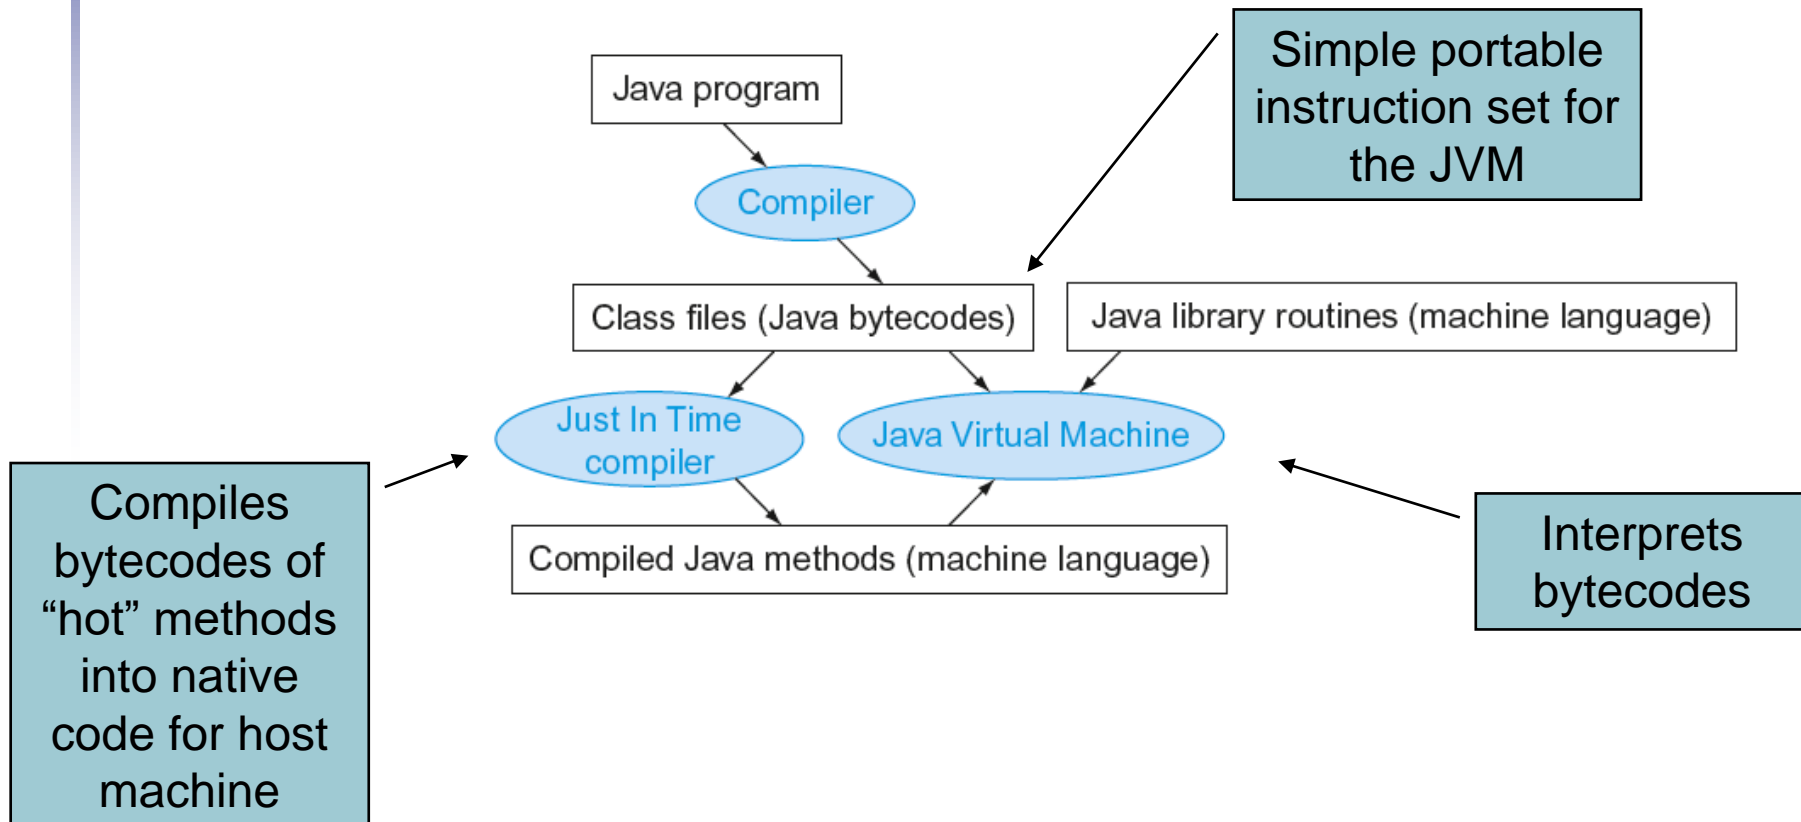 Java program
Simple portable
instruction set for
the JVM
Compiler
Class files (Java bytecodes)
Java library routines (machine language)
Just In Time
compiler
Java Virtual Machine
Compiles
bytecodes of
“hot” methods
into native
code for host
machine
Compiled Java methods (machine language)
Interprets
bytecodes